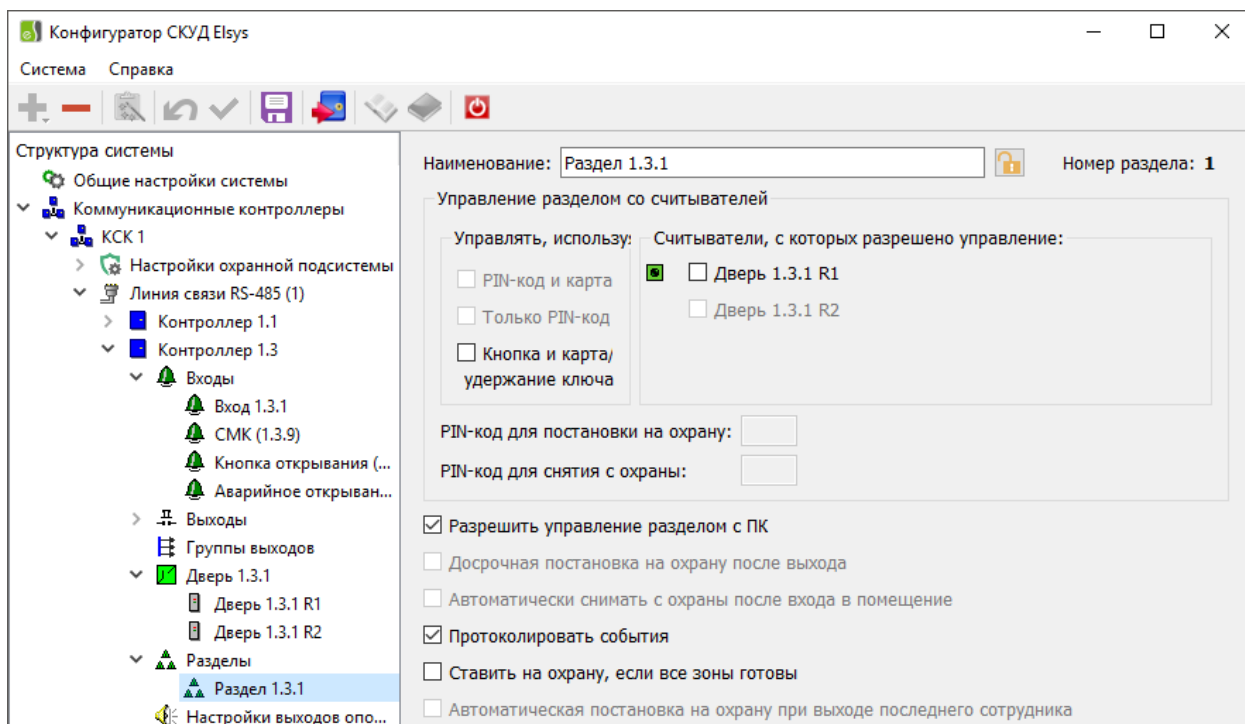 Конфигуратор СКУД Elsys
Система Справка
Структура системы
Общие настройки системы
Коммуникационные контроллеры
КСК 1
Настройки охранной подсистемы
Линия связи RS-485 (1)
Контроллер 1.1
Контроллер 1.3
Входы
Вход 1.3.1
СМК (1.3.9)
Кнопка открывания (...
Аварийное открыван...
Выходы
Группы выходов
Дверь 1.3.1
Дверь 1.3.1 R1
Дверь 1.3.1 R2
Разделы
Раздел 1.3.1
Настройки выходов опо...
Наименование: Раздел 1.3.1 Номер раздела: 1
Управление разделом со считывателей
Управлять, использу Считыватели, с которых разрешено управление:
PIN-код и карта Дверь 1.3.1 R1
Только PIN-код Дверь 1.3.1 R2
Кнопка и карта/
удержание ключа
PIN-код для постановки на охрану:
PIN-код для снятия с охраны:
Разрешить управление разделом с ПК
Досрочная постановка на охрану после выхода
Автоматически снимать с охраны после входа в помещение
Протоколировать события
Ставить на охрану, если все зоны готовы
Автоматическая постановка на охрану при выходе последнего сотрудника